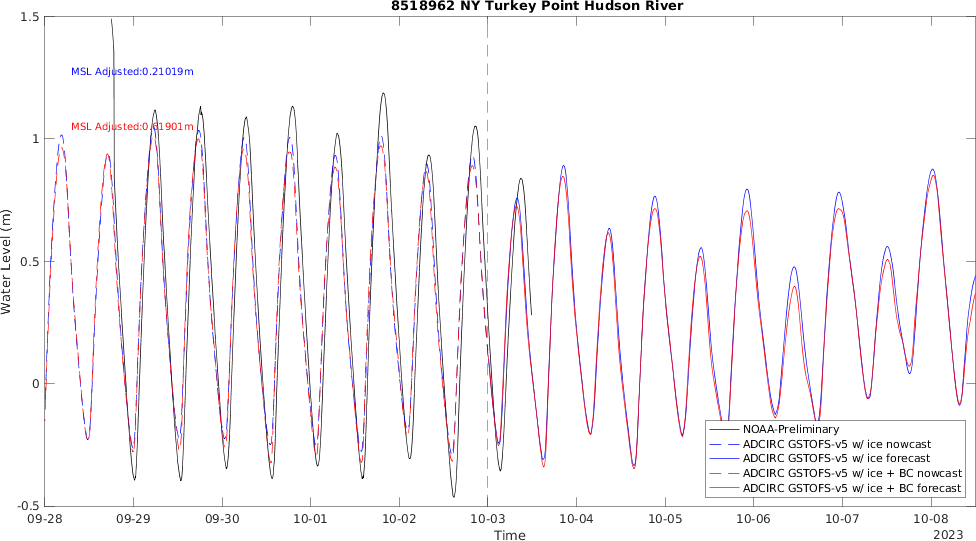 8518962 NY Turkey Point Hudson River
1.5
1
0.5
0
-0.5
Water Level (m)
MSL Adjusted:0.21019m
MSL Adjusted:0.61901m
NOAA-Preliminary
ADCIRC GSTOFS-v5 w/ ice nowcast
ADCIRC GSTOFS-v5 w/ ice forecast
ADCIRC GSTOFS-v5 w/ ice + BC nowcast
ADCIRC GSTOFS-v5 w/ ice + BC forecast
09-28 09-29 09-30 10-01 10-02 10-03 10-04 10-05 10-06 10-07 10-08
Time
2023